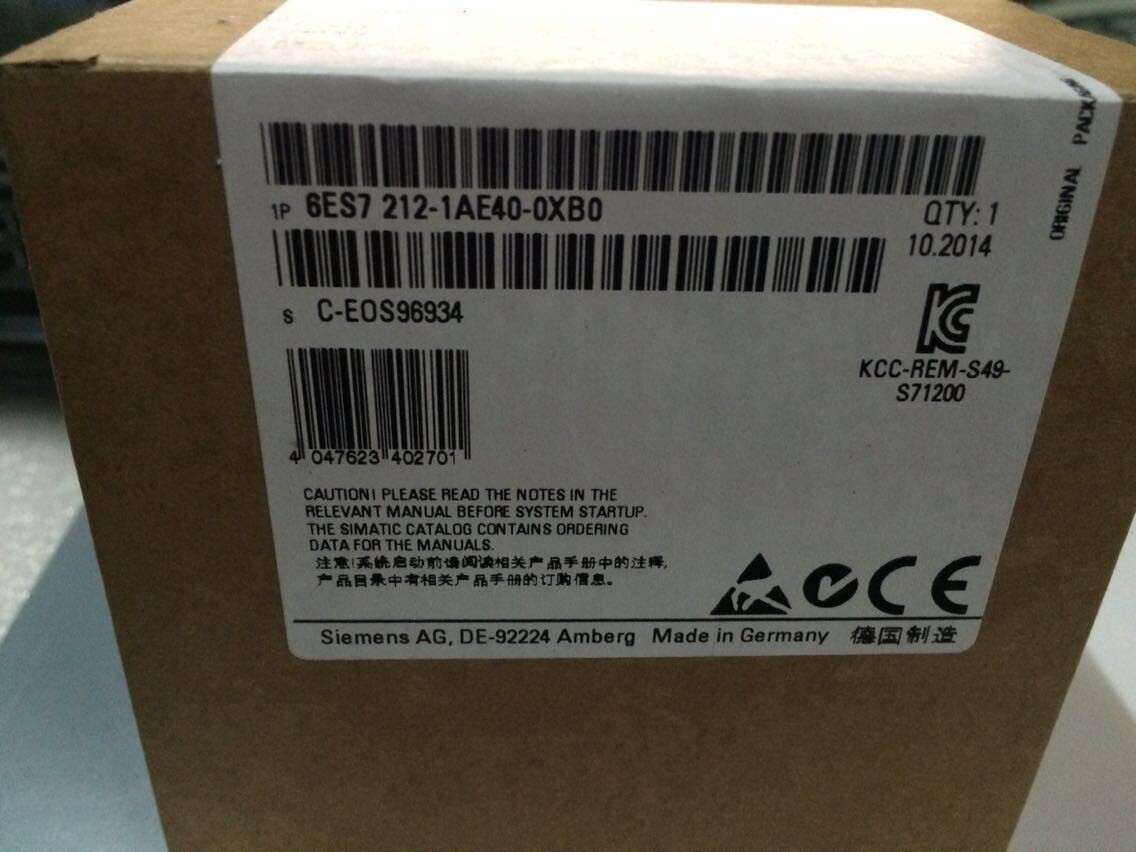 1P 6ES7 212-1AE40-0XB0
QTY: 1
10.2014
S C-EOS96934
KCC-REM-S49-
S71200
4 047623 402701
CAUTION! PLEASE READ THE NOTES IN THE
RELEVANT MANUAL BEFORE SYSTEM STARTUP.
THE SIMATIC CATALOG CONTAINS ORDERING
DATA FOR THE MANUALS.
注意!系统启动前请阅读相关产品手册中的注释,
产品目录中有相关产品手册的订购信息。
CE
Siemens AG, DE-92224 Amberg Made in Germany 德国制造
ORIGINAL